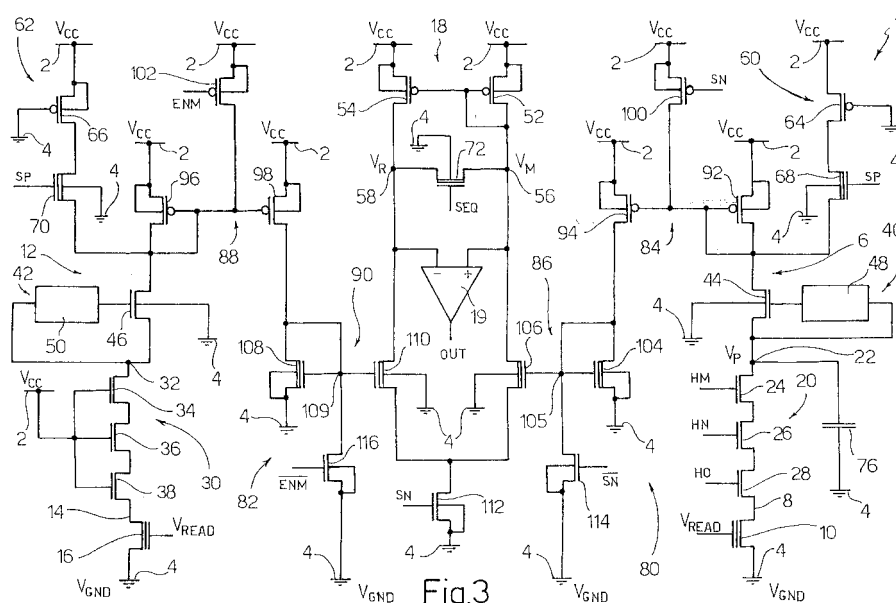 62
VCC
2
VCC
2
102
ENM
VCC
2
18
VCC
2
VCC
2
100
SN
60
VCC
2
54
52
4
64
4
66
4
VCC
2
VCC
2
VCC
2
VCC
2
4
72
SP
70
4
96
98
VR
58
VM
56
SEQ
94
92
68
SP
4
88
84
12
42
50
46
4
90
19
OUT
86
6
44
48
40
4
VP
22
108
110
106
104
109
105
4
4
4
VCC
2
32
34
36
38
30
14
16
VREAD
4
VGND
82
116
ENM
4
VGND
SN
112
4
SN
114
4
VGND
80
HM
24
HN
26
20
HO
28
8
VREAD
10
4
VGND
76
4
Fig.3